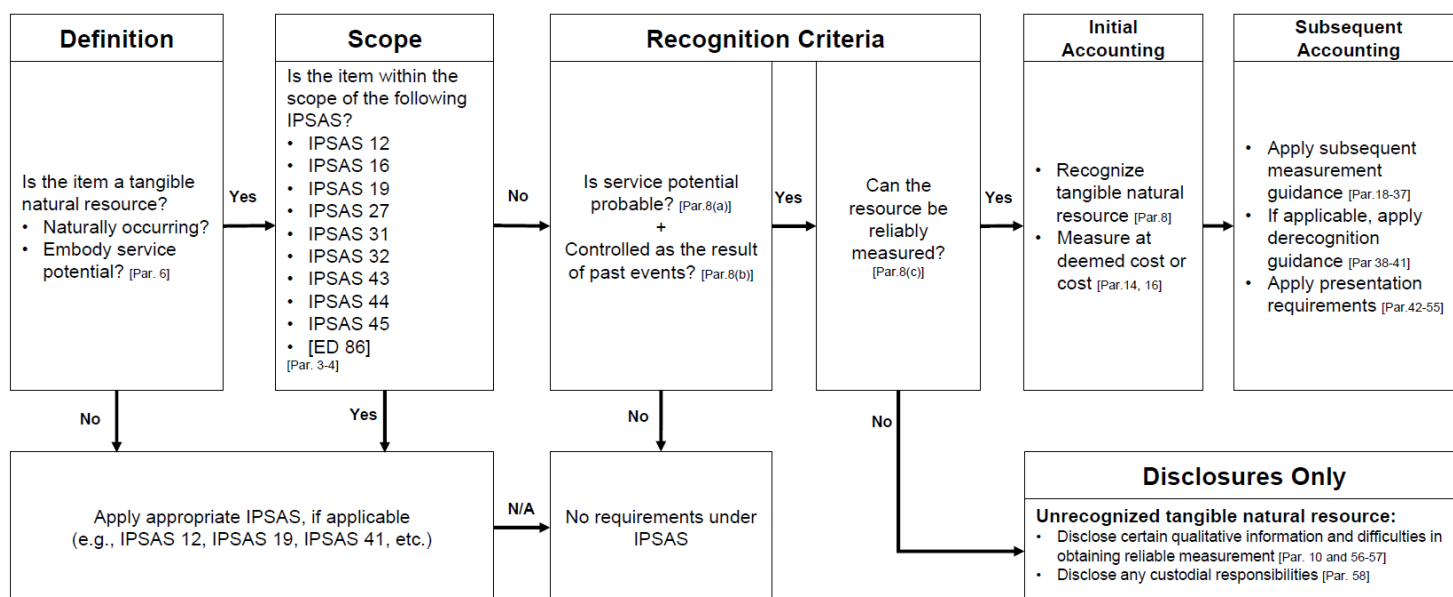 Definition
Is the item a tangible
natural resource?
• Naturally occurring?
• Embody service
potential? [Par. 6]
Yes
No
Scope
Is the item within the
scope of the following
IPSAS?
• IPSAS 12
• IPSAS 16
• IPSAS 19
• IPSAS 27
• IPSAS 31
• IPSAS 32
• IPSAS 43
• IPSAS 44
• IPSAS 45
• [ED 86]
[Par. 3-4]
No
Yes
Recognition Criteria
Is service potential
probable? [Par.8(a)]
+
Controlled as the result
of past events? [Par.8(b)]
Yes
No
Can the
resource be
reliably
measured?
[Par.8(c)]
Yes
No
Initial
Accounting
• Recognize
tangible natural
resource [Par.8]
• Measure at
deemed cost or
cost [Par.14, 16]
Subsequent
Accounting
• Apply subsequent
measurement
guidance [Par.18-37]
• If applicable, apply
derecognition
guidance [Par 38-41]
• Apply presentation
requirements [Par.42-55]
Apply appropriate IPSAS, if applicable
(e.g., IPSAS 12, IPSAS 19, IPSAS 41, etc.)
N/A
No requirements under
IPSAS
Disclosures Only
Unrecognized tangible natural resource:
• Disclose certain qualitative information and difficulties in
obtaining reliable measurement [Par. 10 and 56-57]
• Disclose any custodial responsibilities [Par. 58]